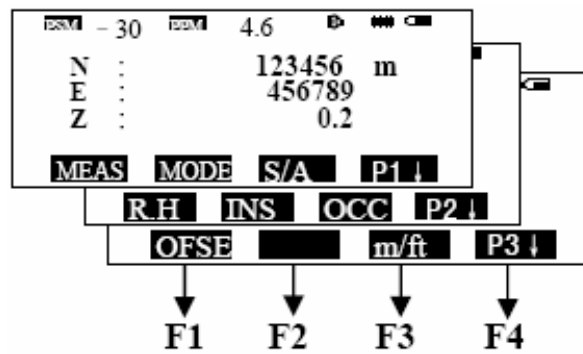 PSM -30 PPM 4.6
N : 123456 m
E : 456789
Z : 0.2
MEAS MODE S/A P1↓
R.H INS OCC P2↓
OFSE m/ft P3↓
F1 F2 F3 F4